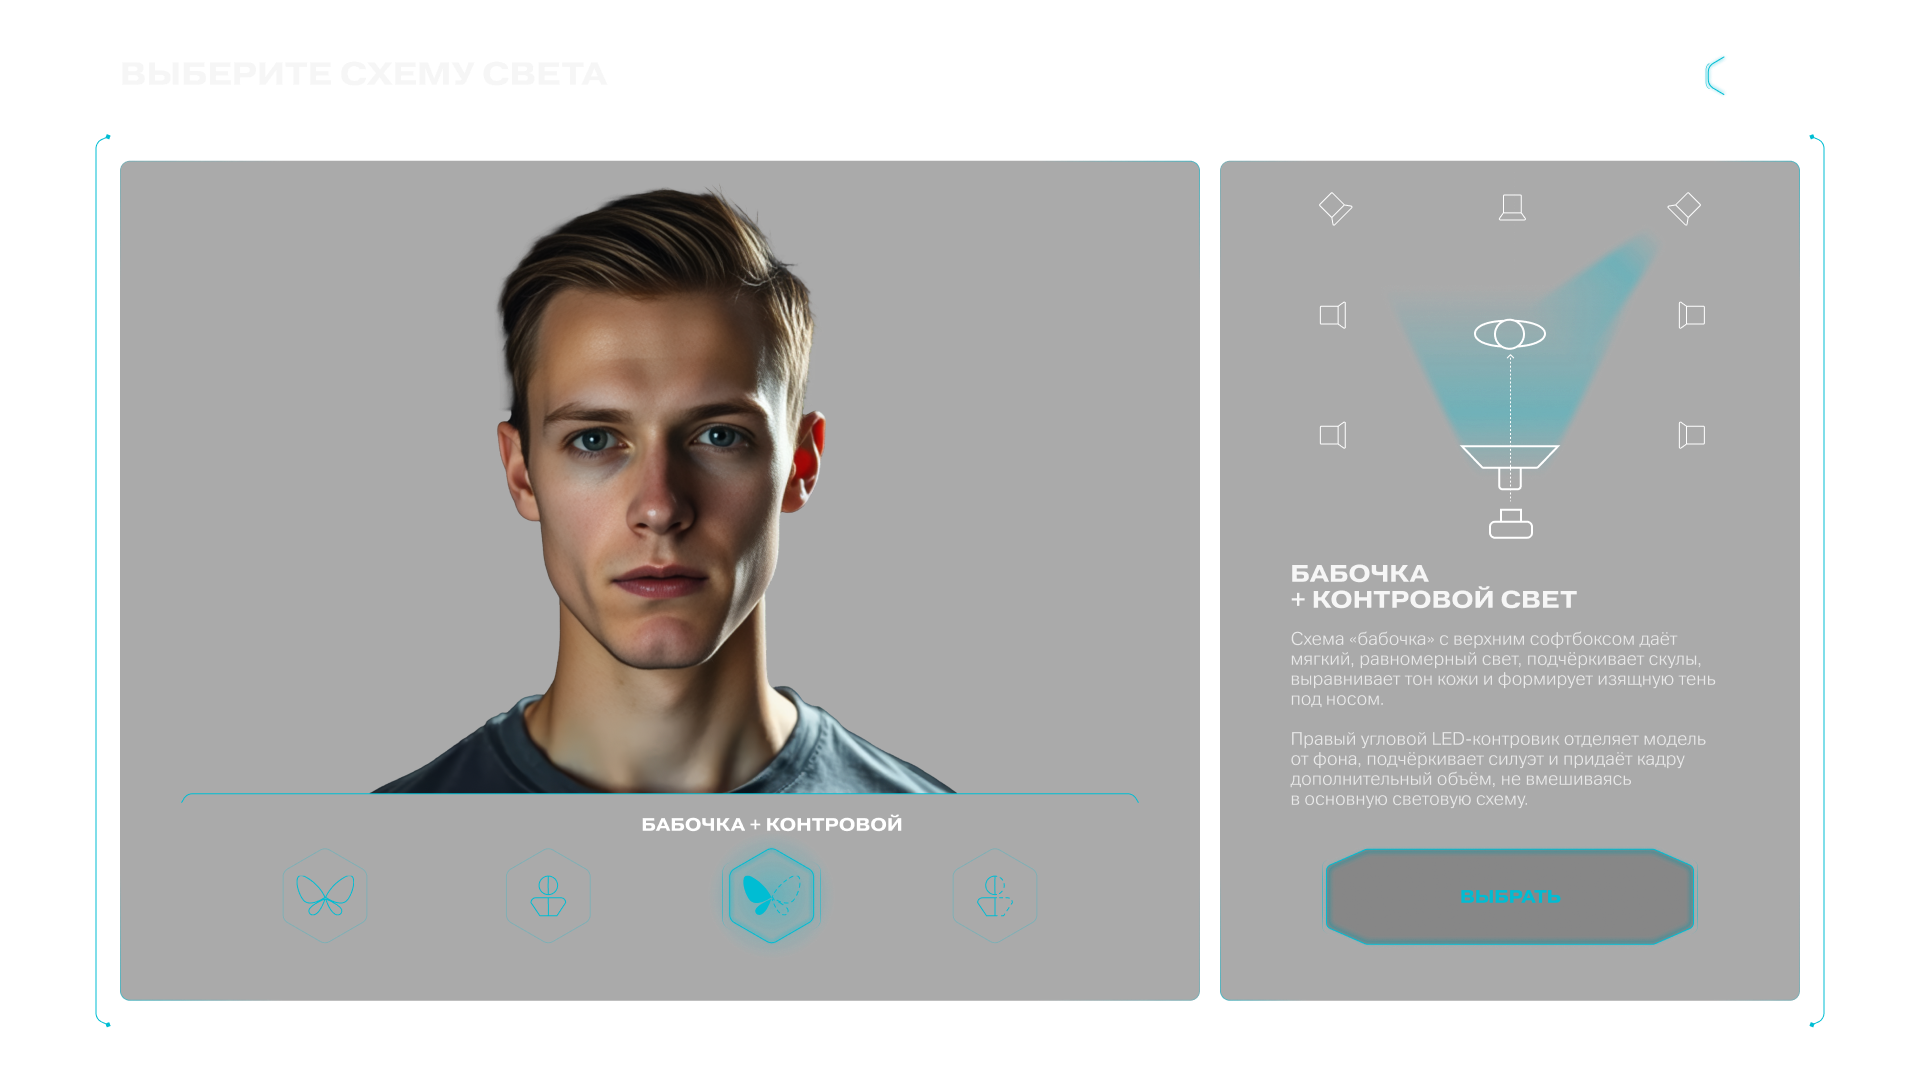 ВЫБЕРИТЕ СХЕМУ СВЕТА
БАБОЧКА + КОНТРОВОЙ
БАБОЧКА
+ КОНТРОВОЙ СВЕТ
Схема «бабочка» с верхним софтбоксом даёт
мягкий, равномерный свет, подчёркивает скулы,
выравнивает тон кожи и формирует изящную тень
под носом.
Правый угловой LED-контровик отделяет модель
от фона, подчёркивает силуэт и придаёт кадру
дополнительный объём, не вмешиваясь
в основную световую схему.
ВЫБРАТЬ